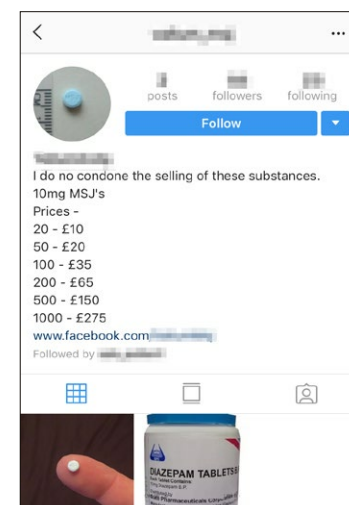 posts followers following
Follow
I do no condone the selling of these substances.
10mg MSJ's
Prices -
20 - £10
50 - £20
100 - £35
200 - £65
500 - £150
1000 - £275
www.facebook.com/
Followed by
DIAZEPAM TABLETS
Pharmaceuticals